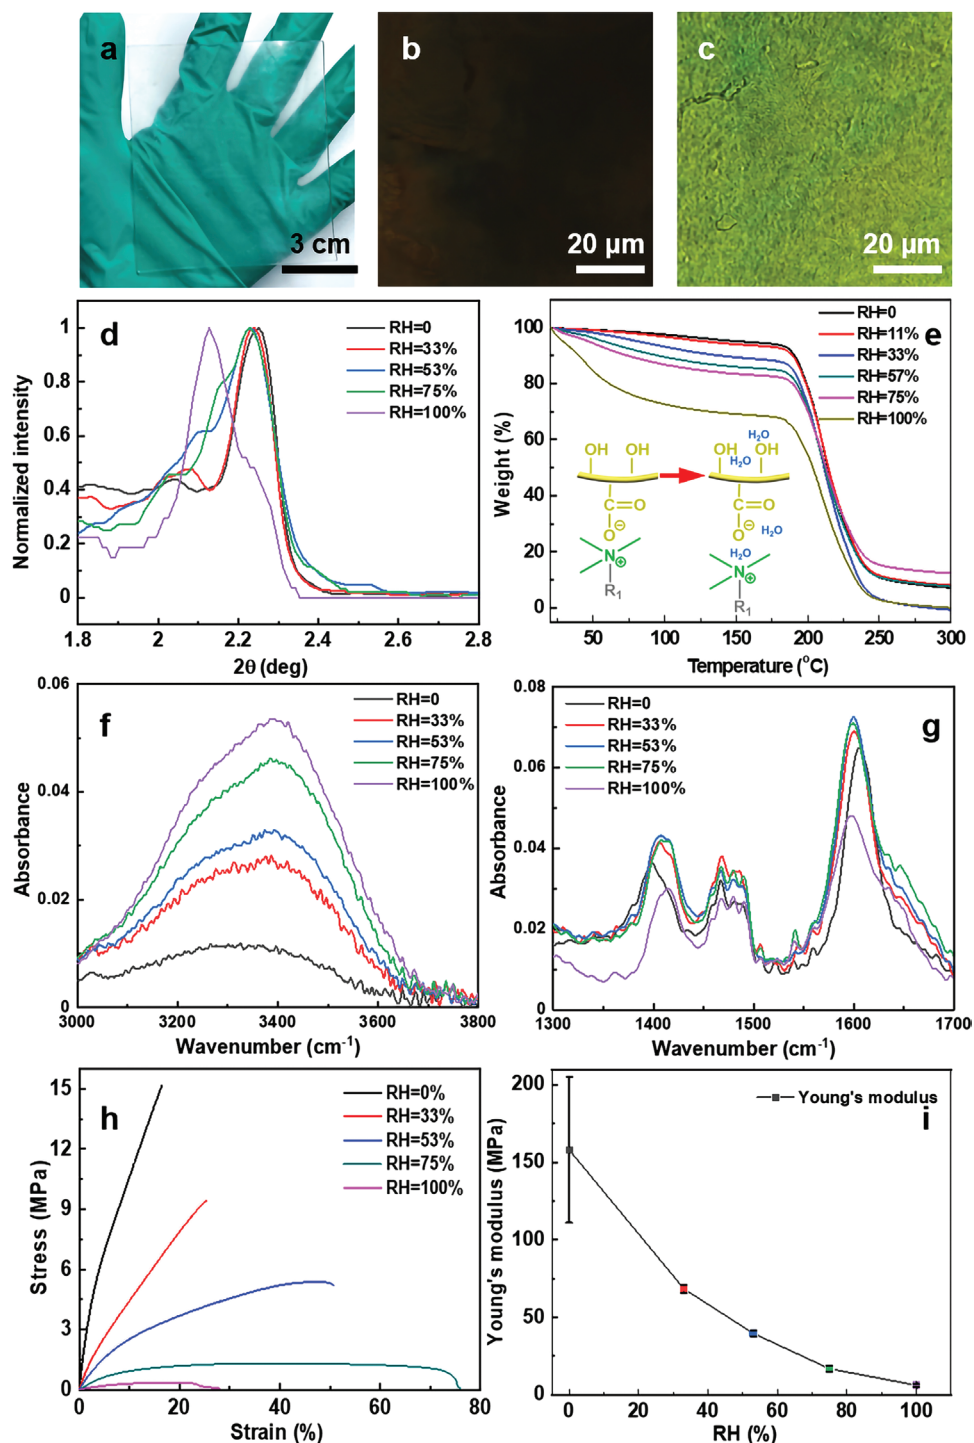 a
3 cm
b
20 µm
c
20 µm
d
RH=0
RH=33%
RH=53%
RH=75%
RH=100%
Normalized intensity
1
0.8
0.6
0.4
0.2
0
1.8 2 2.2 2.4 2.6 2.8
2θ (deg)
e
RH=0
RH=11%
RH=33%
RH=57%
RH=75%
RH=100%
Weight (%)
100
80
60
40
20
0
OH OH
C=O
O⊖
N⊕
R1
OH OH
H2O
H2O
C=O
O⊖
H2O
H2O
N⊕
R1
50 100 150 200 250 300
Temperature (°C)
f
RH=0
RH=33%
RH=53%
RH=75%
RH=100%
Absorbance
0.06
0.04
0.02
0
3000 3200 3400 3600 3800
Wavenumber (cm-1)
g
RH=0
RH=33%
RH=53%
RH=75%
RH=100%
Absorbance
0.08
0.06
0.04
0.02
0
1300 1400 1500 1600 1700
Wavenumber (cm-1)
h
RH=0%
RH=33%
RH=53%
RH=75%
RH=100%
Stress (MPa)
15
12
9
6
3
0
0 20 40 60 80
Strain (%)
i
Young's modulus
Young's modulus (MPa)
200
150
100
50
0
0 20 40 60 80 100
RH (%)